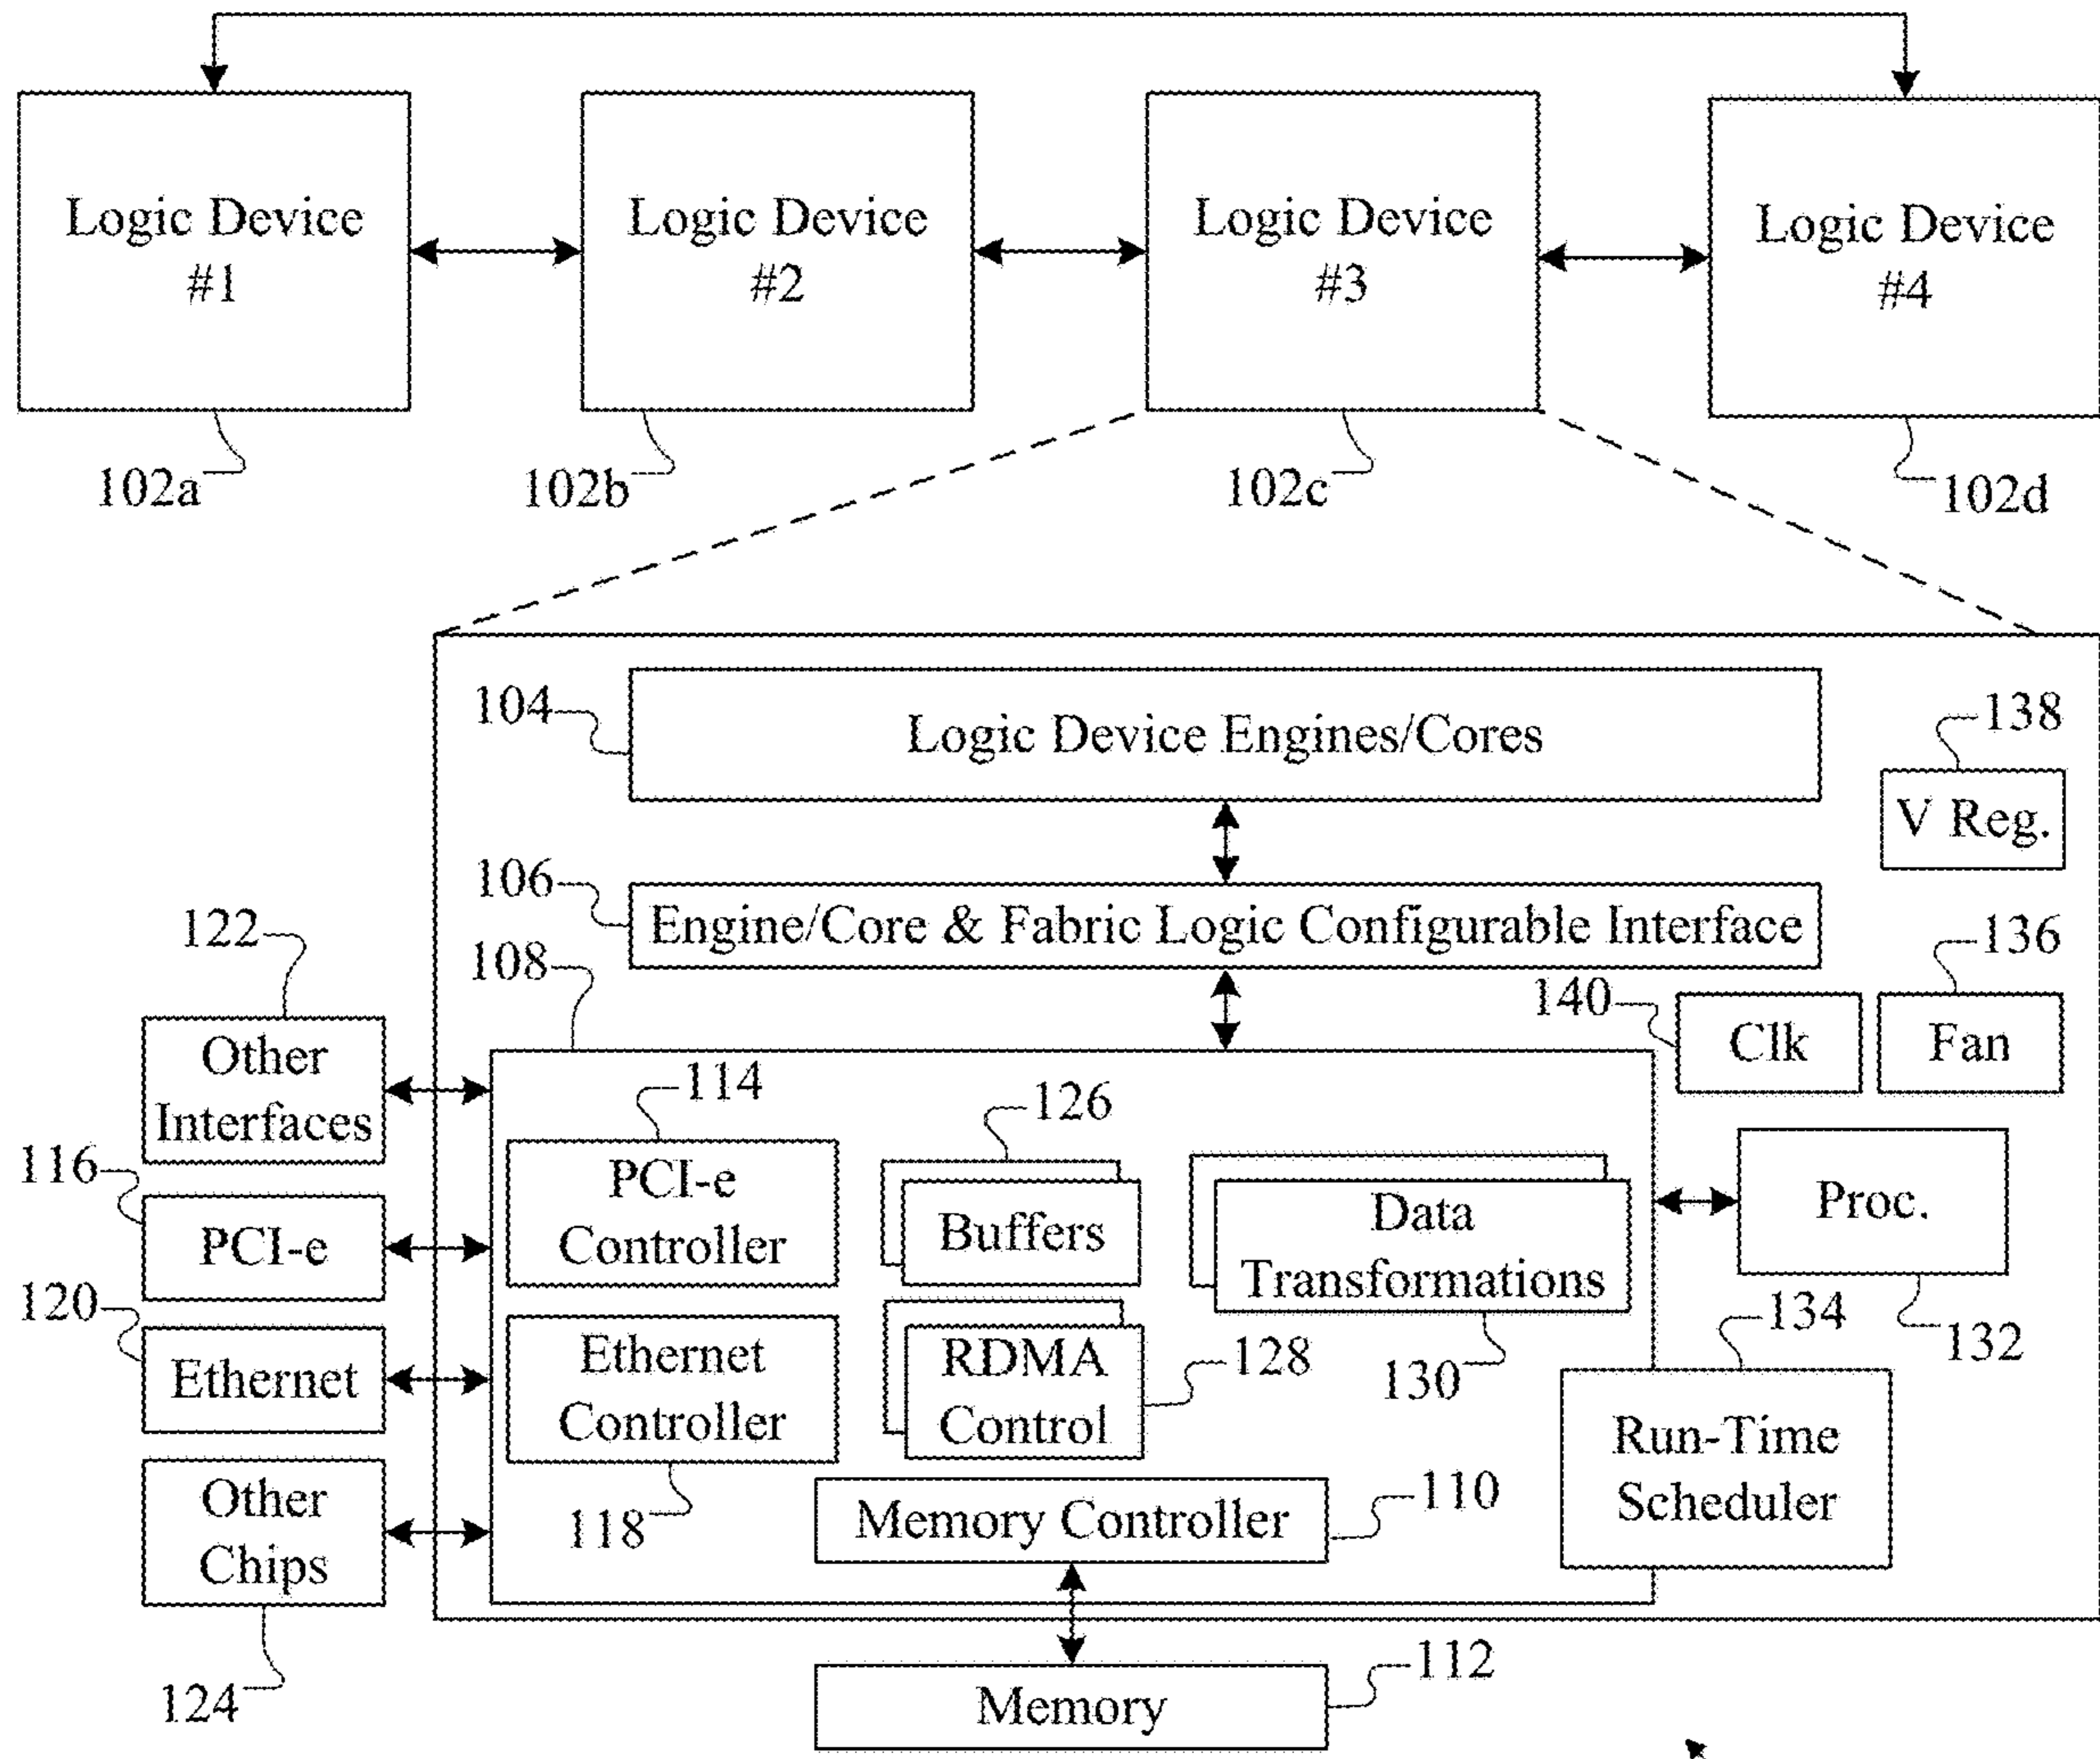 Logic Device
#1
Logic Device
#2
Logic Device
#3
Logic Device
#4
102a
102b
102c
102d
104
Logic Device Engines/Cores
138
V Reg.
106
Engine/Core & Fabric Logic Configurable Interface
122
108
136
140
Clk
Fan
Other
Interfaces
114
126
116
PCI-e
PCI-e
Controller
Buffers
Data
Transformations
Proc.
120
Ethernet
Ethernet
Controller
RDMA
Control
128
130
134
132
Run-Time
Scheduler
Other
Chips
118
Memory Controller
110
124
Memory
112